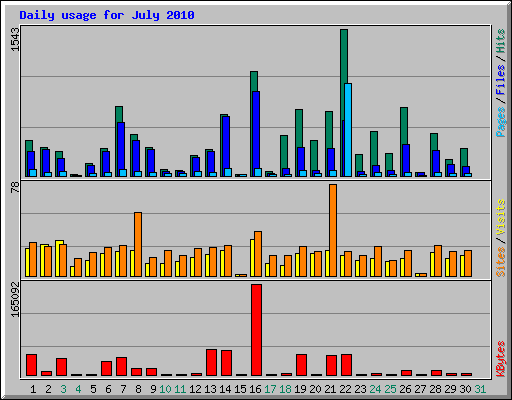 Daily usage for July 2010
1543
Pages / Files / Hits
78
Sites / Visits
165092
KBytes
1 2 3 4 5 6 7 8 9 10 11 12 13 14 15 16 17 18 19 20 21 22 23 24 25 26 27 28 29 30 31